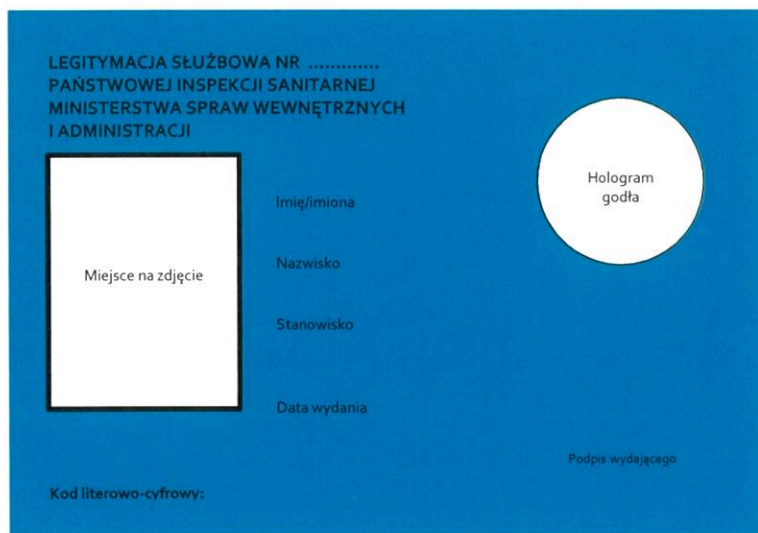 LEGITYMACJA SŁUŻBOWA NR .............
PAŃSTWOWEJ INSPEKCJI SANITARNEJ
MINISTERSTWA SPRAW WEWNĘTRZNYCH
I ADMINISTRACJI
Hologram
godła
Imię/imiona
Nazwisko
Miejsce na zdjęcie
Stanowisko
Data wydania
Podpis wydającego
Kod literowo-cyfrowy: